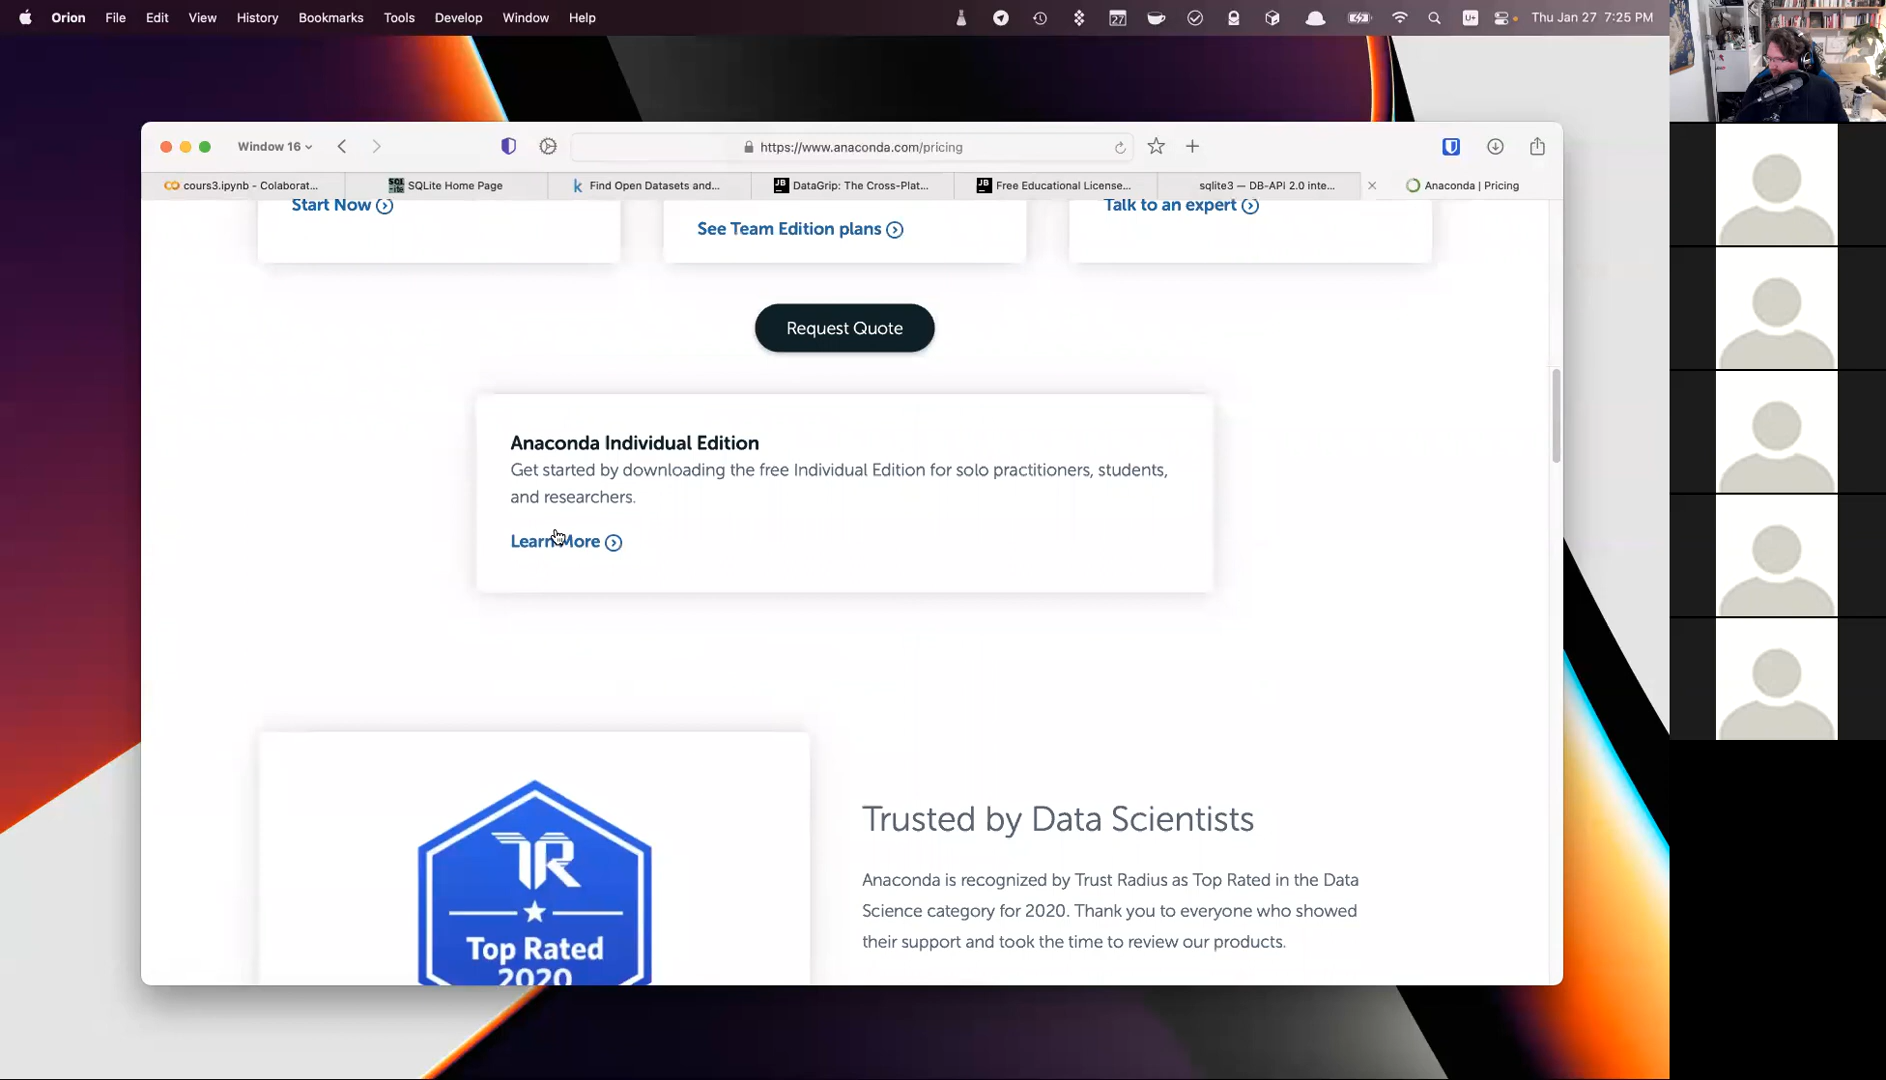 Orion File Edit View History Bookmarks Tools Develop Window Help 27 U+ Thu Jan 27 7:25 PM
Window 16 https://www.anaconda.com/pricing
cours3.ipynb - Colaborat... SQLite Home Page Find Open Datasets and... DataGrip: The Cross-Plat... Free Educational License... sqlite3 — DB-API 2.0 inte... Anaconda | Pricing
Start Now
See Team Edition plans
Talk to an expert
Request Quote
Anaconda Individual Edition
Get started by downloading the free Individual Edition for solo practitioners, students,
and researchers.
Learn More
TR
Top Rated
2020
Trusted by Data Scientists
Anaconda is recognized by Trust Radius as Top Rated in the Data
Science category for 2020. Thank you to everyone who showed
their support and took the time to review our products.